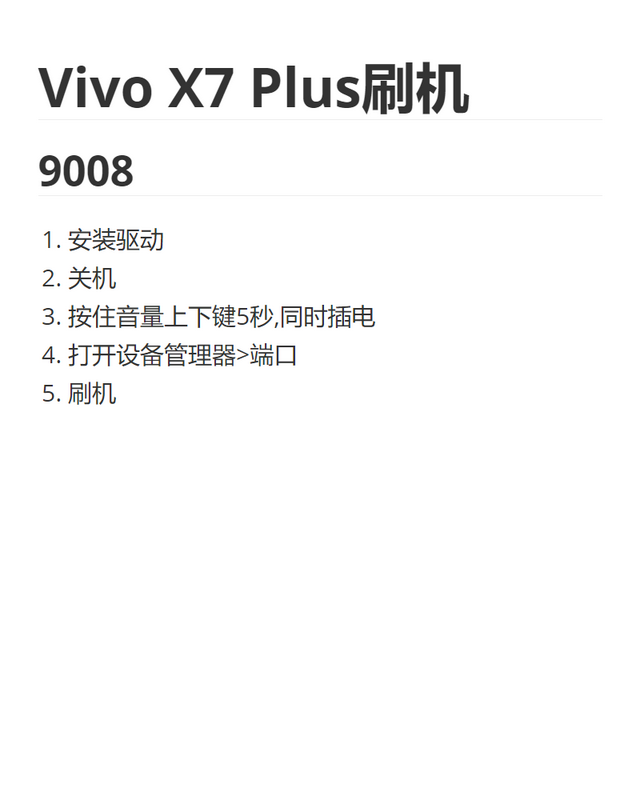 Vivo X7 Plus刷机
9008
1. 安装驱动
2. 关机
3. 按住音量上下键5秒,同时插电
4. 打开设备管理器>端口
5. 刷机